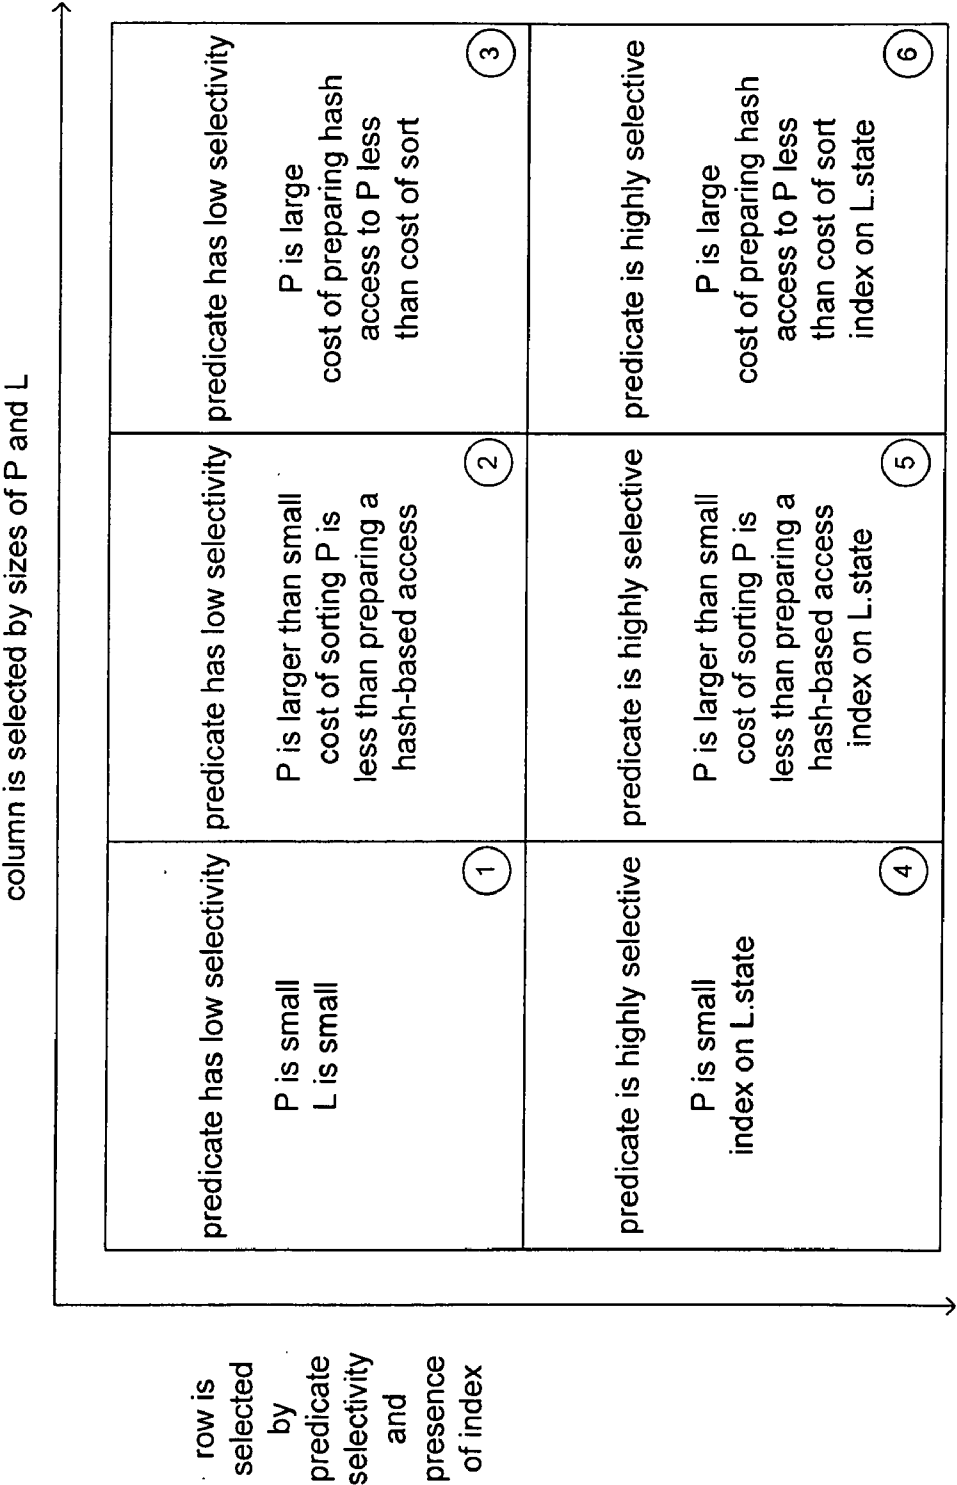 column is selected by sizes of P and L
row is
selected
by
predicate
selectivity
and
presence
of index
predicate has low selectivity
P is small
L is small
1
predicate has low selectivity
P is larger than small
cost of sorting P is
less than preparing a
hash-based access
2
predicate has low selectivity
P is large
cost of preparing hash
access to P less
than cost of sort
3
predicate is highly selective
P is small
index on L.state
4
predicate is highly selective
P is larger than small
cost of sorting P is
less than preparing a
hash-based access
index on L.state
5
predicate is highly selective
P is large
cost of preparing hash
access to P less
than cost of sort
index on L.state
6